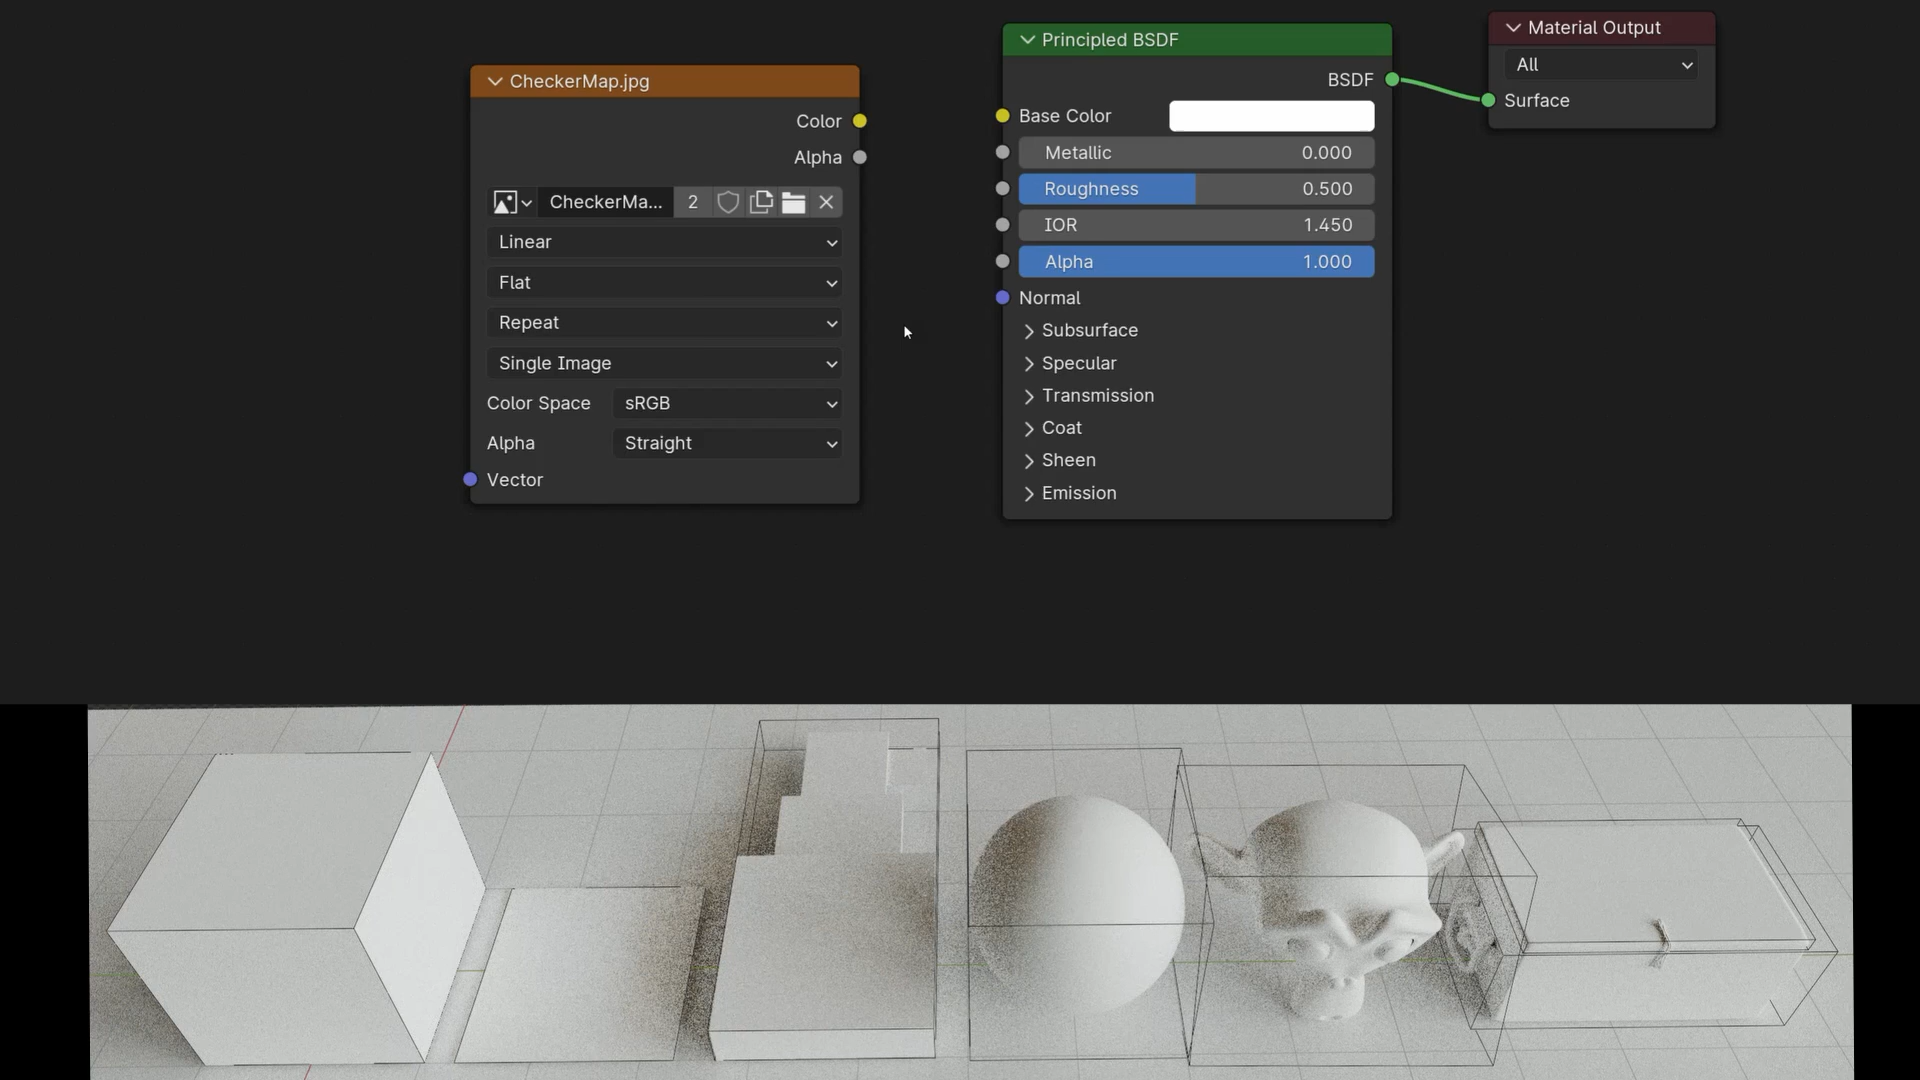 CheckerMap.jpg
Color
Alpha
CheckerMa... 2
Linear
Flat
Repeat
Single Image
Color Space sRGB
Alpha Straight
Vector
Principled BSDF
BSDF
Base Color
Metallic 0.000
Roughness 0.500
IOR 1.450
Alpha 1.000
Normal
Subsurface
Specular
Transmission
Coat
Sheen
Emission
Material Output
All
Surface